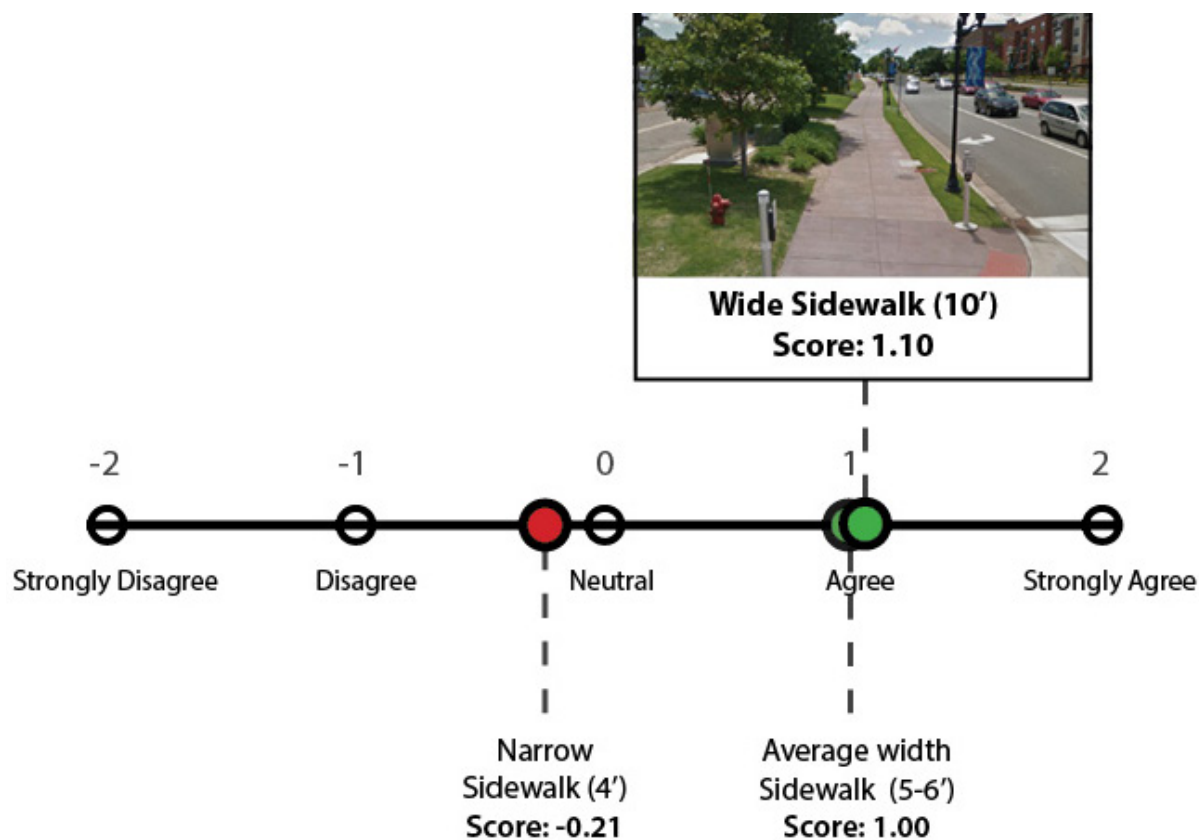 Wide Sidewalk (10′)
Score: 1.10
-2 -1 0 1 2
Strongly Disagree Disagree Neutral Agree Strongly Agree
Narrow
Sidewalk (4′)
Score: -0.21
Average width
Sidewalk (5-6′)
Score: 1.00